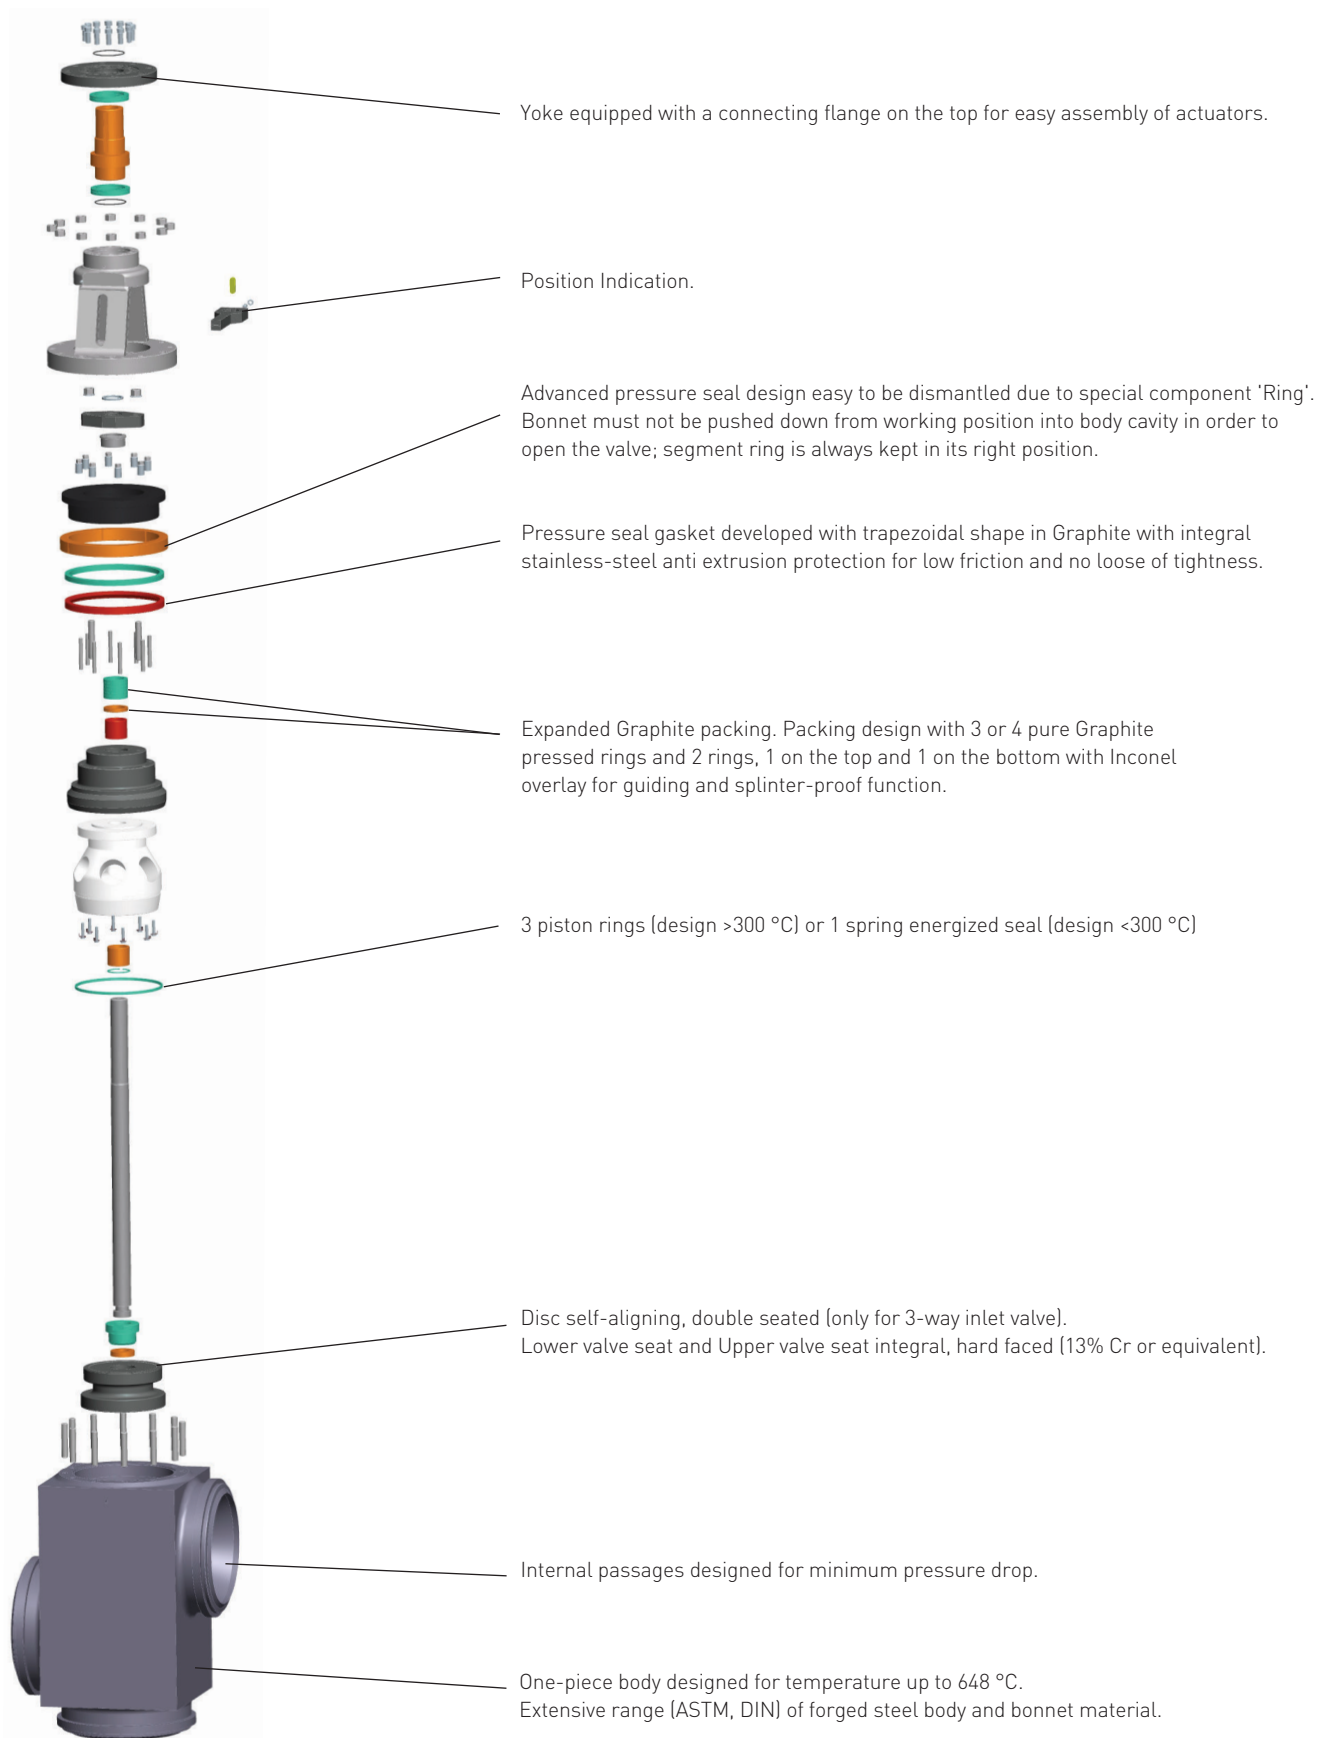 Yoke equipped with a connecting flange on the top for easy assembly of actuators.
Position Indication.
Advanced pressure seal design easy to be dismantled due to special component 'Ring'.
Bonnet must not be pushed down from working position into body cavity in order to
open the valve; segment ring is always kept in its right position.
Pressure seal gasket developed with trapezoidal shape in Graphite with integral
stainless-steel anti extrusion protection for low friction and no loose of tightness.
Expanded Graphite packing. Packing design with 3 or 4 pure Graphite
pressed rings and 2 rings, 1 on the top and 1 on the bottom with Inconel
overlay for guiding and splinter-proof function.
3 piston rings (design >300 °C) or 1 spring energized seal (design <300 °C)
Disc self-aligning, double seated (only for 3-way inlet valve).
Lower valve seat and Upper valve seat integral, hard faced (13% Cr or equivalent).
Internal passages designed for minimum pressure drop.
One-piece body designed for temperature up to 648 °C.
Extensive range (ASTM, DIN) of forged steel body and bonnet material.